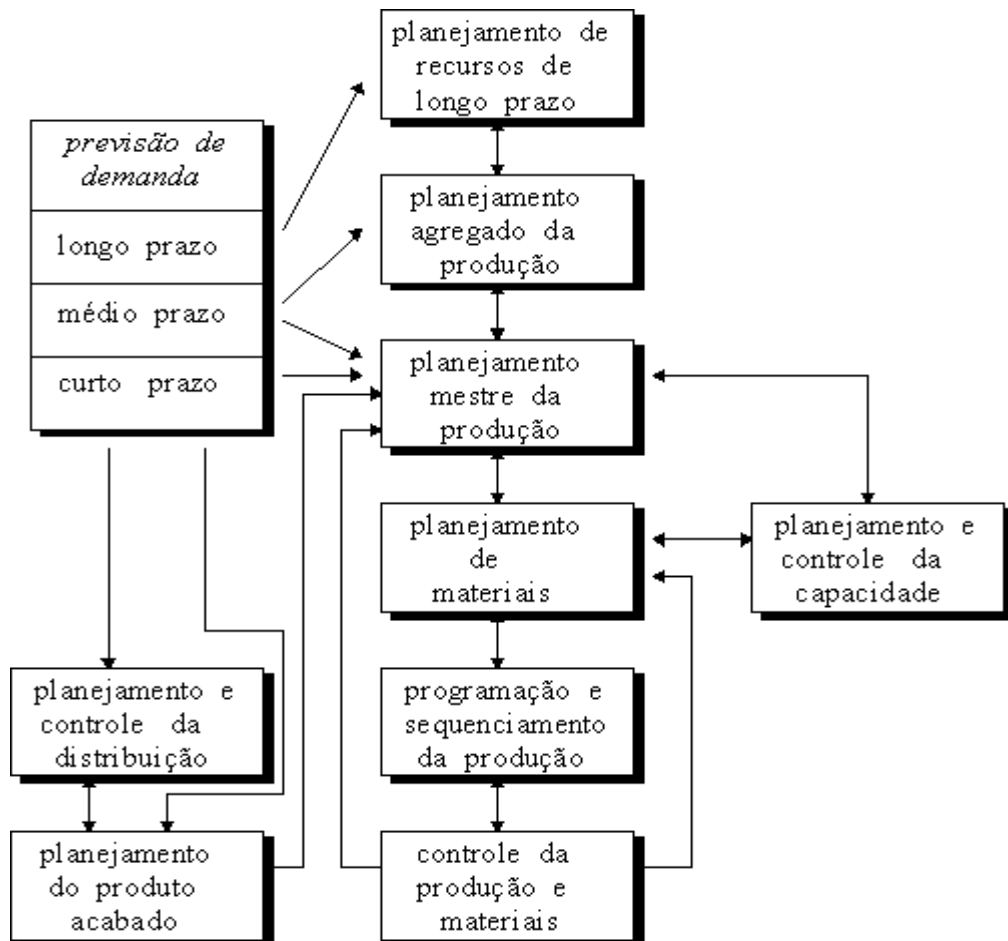 planejamento de
recursos de
longo prazo
previsão de
demanda
longo prazo
médio prazo
curto prazo
planejamento
agregado da
produção
planejamento
mestre da
produção
planejamento
de
materiais
planejamento e
controle da
capacidade
planejamento e
controle da
distribuição
programação e
sequenciamento
da produção
planejamento
do produto
acabado
controle da
produção e
materiais